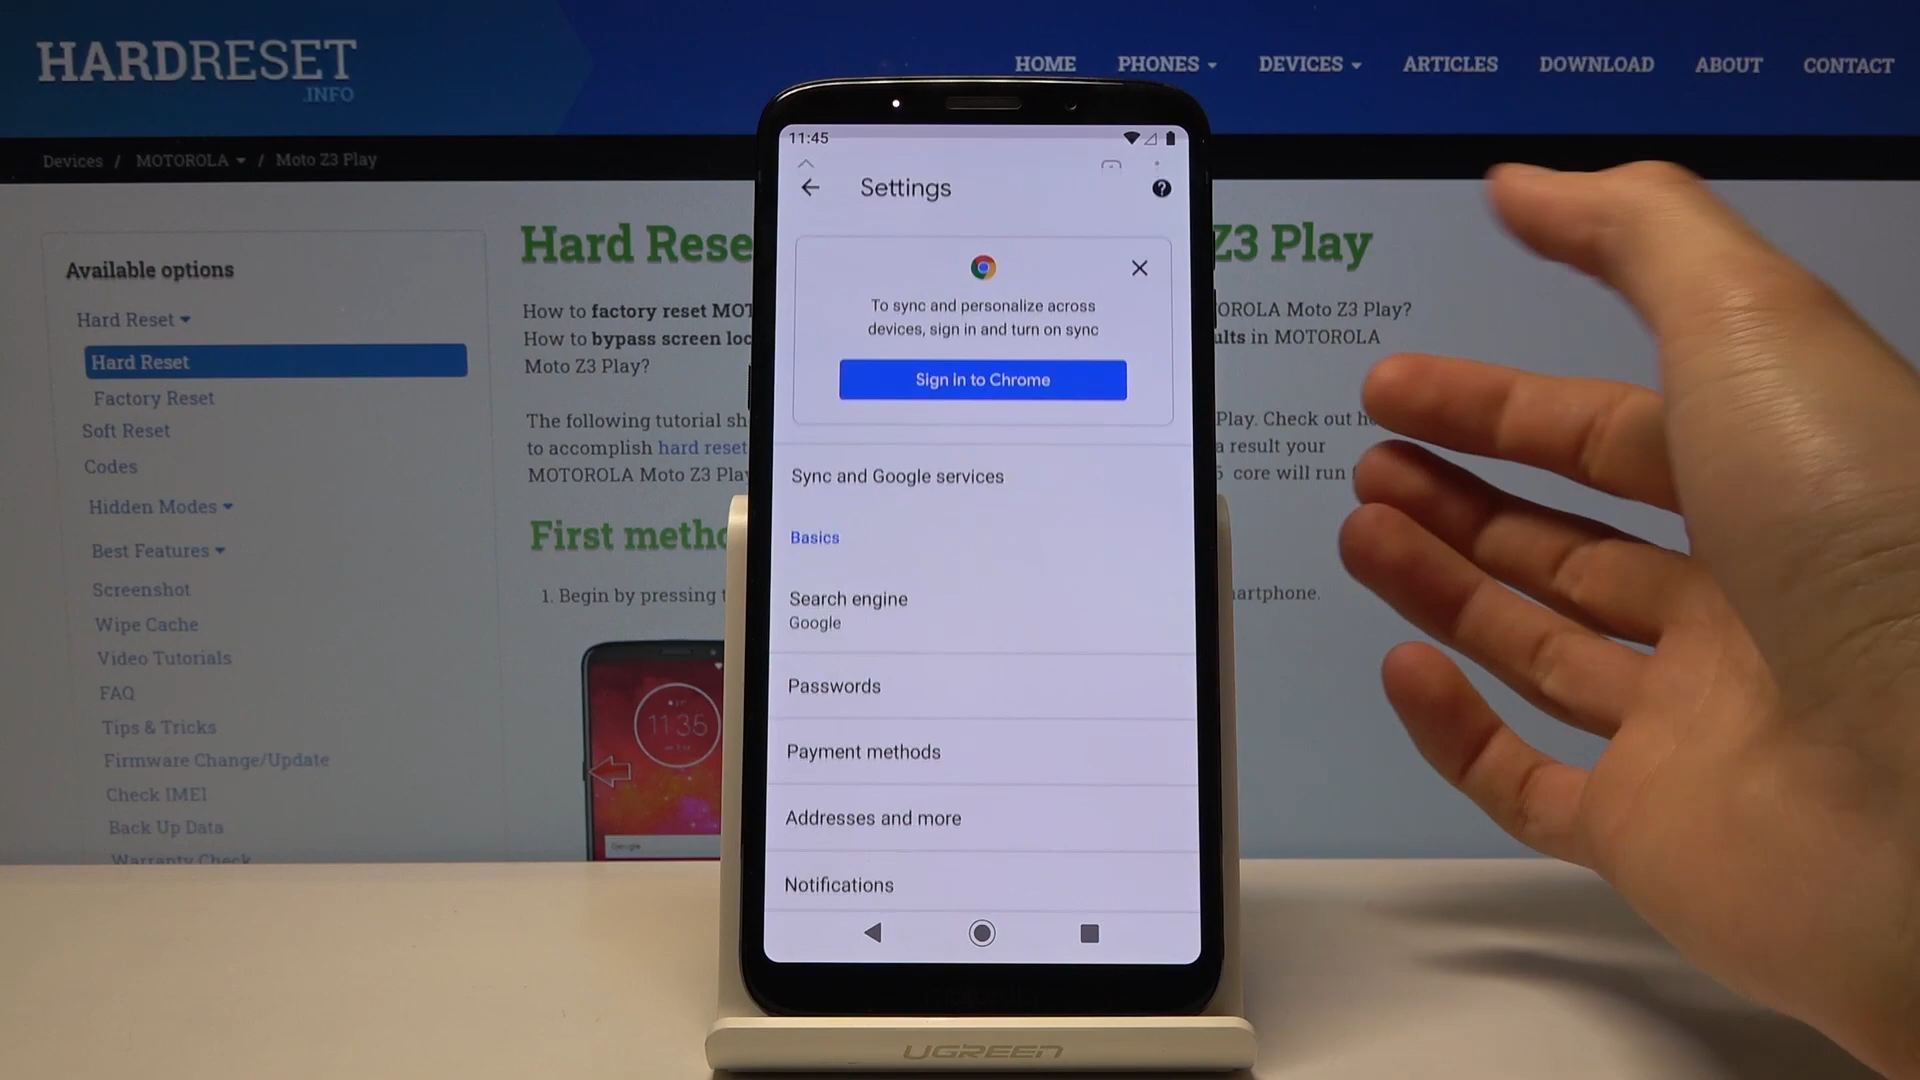 HARDRESET
.INFO
HOME PHONES DEVICES ARTICLES DOWNLOAD ABOUT CONTACT
Devices / MOTOROLA / Moto Z3 Play
Available options
Hard Reset
Hard Reset
Factory Reset
Soft Reset
Codes
Hidden Modes
Best Features
Screenshot
Wipe Cache
Video Tutorials
FAQ
Tips & Tricks
Firmware Change/Update
Check IMEI
Back Up Data
Warranty Check
Hard Rese
Z3 Play
How to factory reset MOT
OROLA Moto Z3 Play?
How to bypass screen loc
ults in MOTOROLA
Moto Z3 Play?
The following tutorial sh
Play. Check out h
to accomplish hard reset
a result your
MOTOROLA Moto Z3 Play
core will run
First metho
1. Begin by pressing t
artphone.
11:35
Google
11:45
Settings
To sync and personalize across
devices, sign in and turn on sync
Sign in to Chrome
Sync and Google services
Basics
Search engine
Google
Passwords
Payment methods
Addresses and more
Notifications
UGREEN